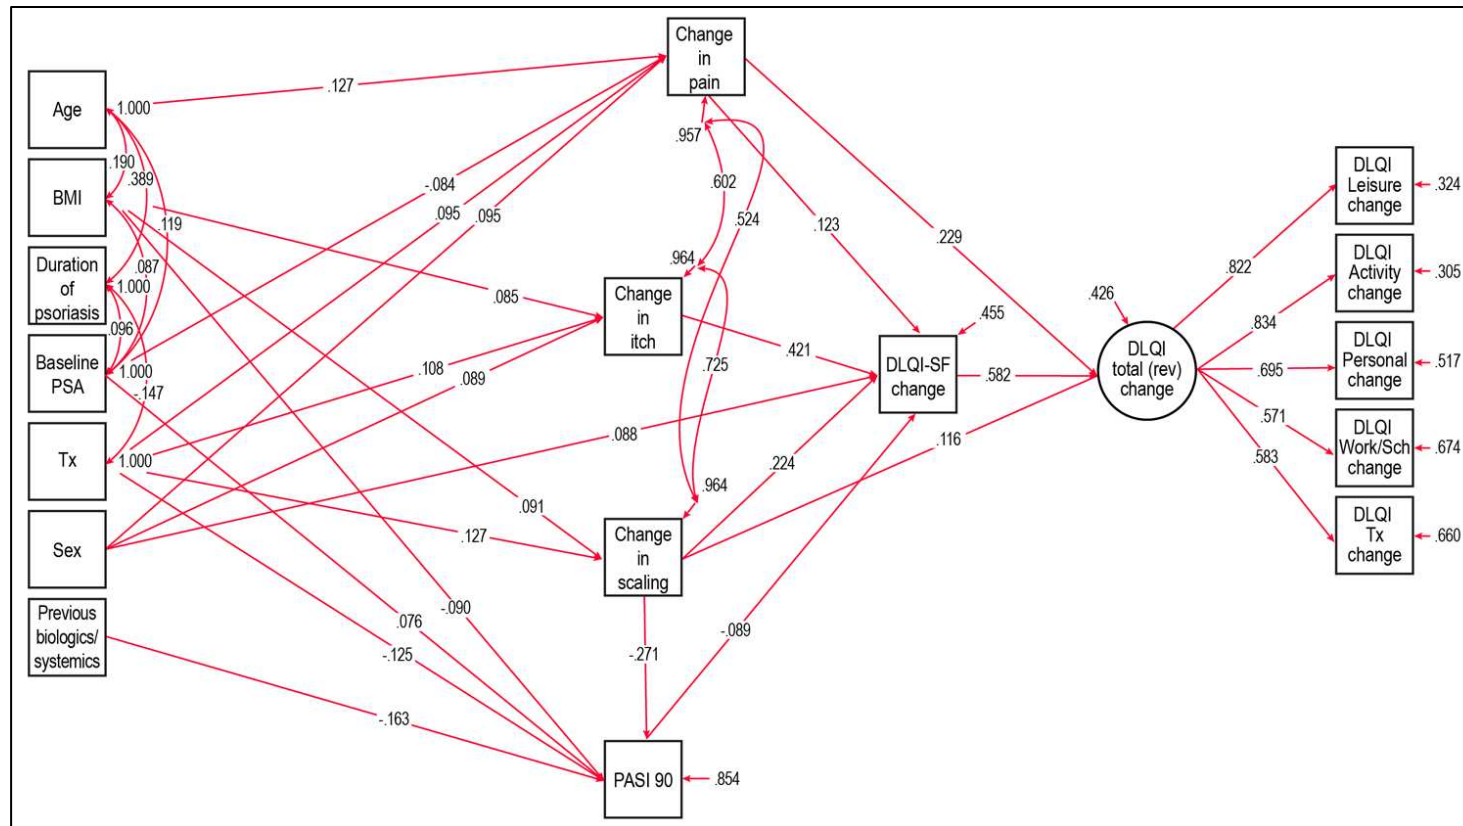 Change
in
pain
Age
1.000
.127
.957
.190
BMI
.389
.119
-.084
.095
.095
.602
.524
.123
.229
DLQI
Leisure
change
.324
Duration
of
psoriasis
.087
1.000
.096
.964
Change
in
itch
.085
.822
DLQI
Activity
change
.305
.426
.455
.834
Baseline
PSA
1.000
-.147
.108
.089
.421
.725
DLQI-SF
change
.582
DLQI
total (rev)
change
.695
DLQI
Personal
change
.517
Tx
1.000
.088
.224
.116
.571
.583
DLQI
Work/Sch
change
.674
Sex
.127
.091
.964
Change
in
scaling
DLQI
Tx
change
.660
Previous
biologics/
systemics
-.090
.076
-.125
-.271
-.089
-.163
PASI 90
.854